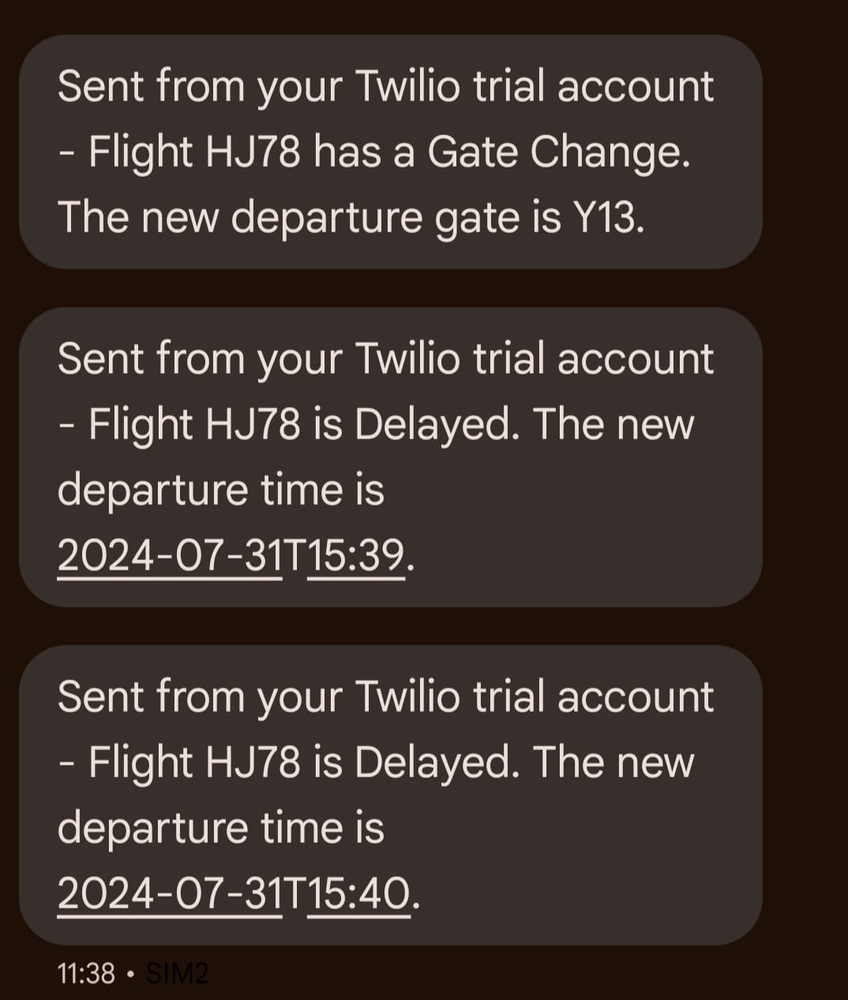 Sent from your Twilio trial account
- Flight HJ78 has a Gate Change.
The new departure gate is Y13.
Sent from your Twilio trial account
- Flight HJ78 is Delayed. The new
departure time is
2024-07-31T15:39.
Sent from your Twilio trial account
- Flight HJ78 is Delayed. The new
departure time is
2024-07-31T15:40.
11:38 • SIM2